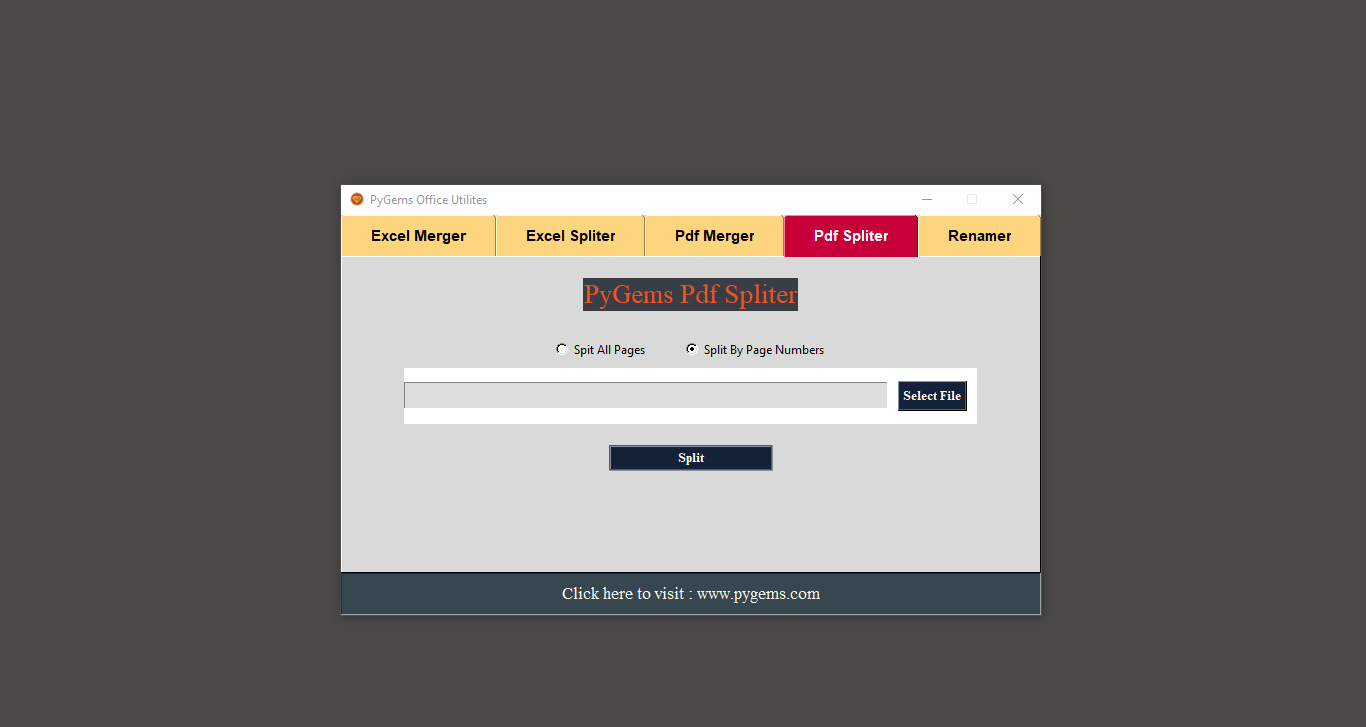 PyGems Office Utilites
Excel Merger Excel Spliter Pdf Merger Pdf Spliter Renamer
PyGems Pdf Spliter
Spit All Pages Split By Page Numbers
Select File
Split
Click here to visit : www.pygems.com